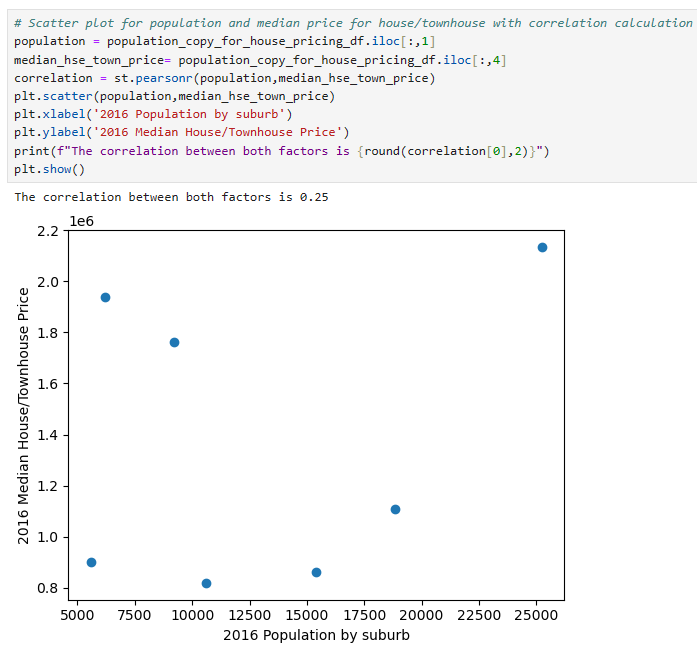 # Scatter plot for population and median price for house/townhouse with correlation calculation
population = population_copy_for_house_pricing_df.iloc[:,1]
median_hse_town_price= population_copy_for_house_pricing_df.iloc[:,4]
correlation = st.pearsonr(population,median_hse_town_price)
plt.scatter(population,median_hse_town_price)
plt.xlabel('2016 Population by suburb')
plt.ylabel('2016 Median House/Townhouse Price')
print(f"The correlation between both factors is {round(correlation[0],2)}")
plt.show()
The correlation between both factors is 0.25
1e6
2.2
2.0
1.8
1.6
1.4
1.2
1.0
0.8
2016 Median House/Townhouse Price
5000 7500 10000 12500 15000 17500 20000 22500 25000
2016 Population by suburb